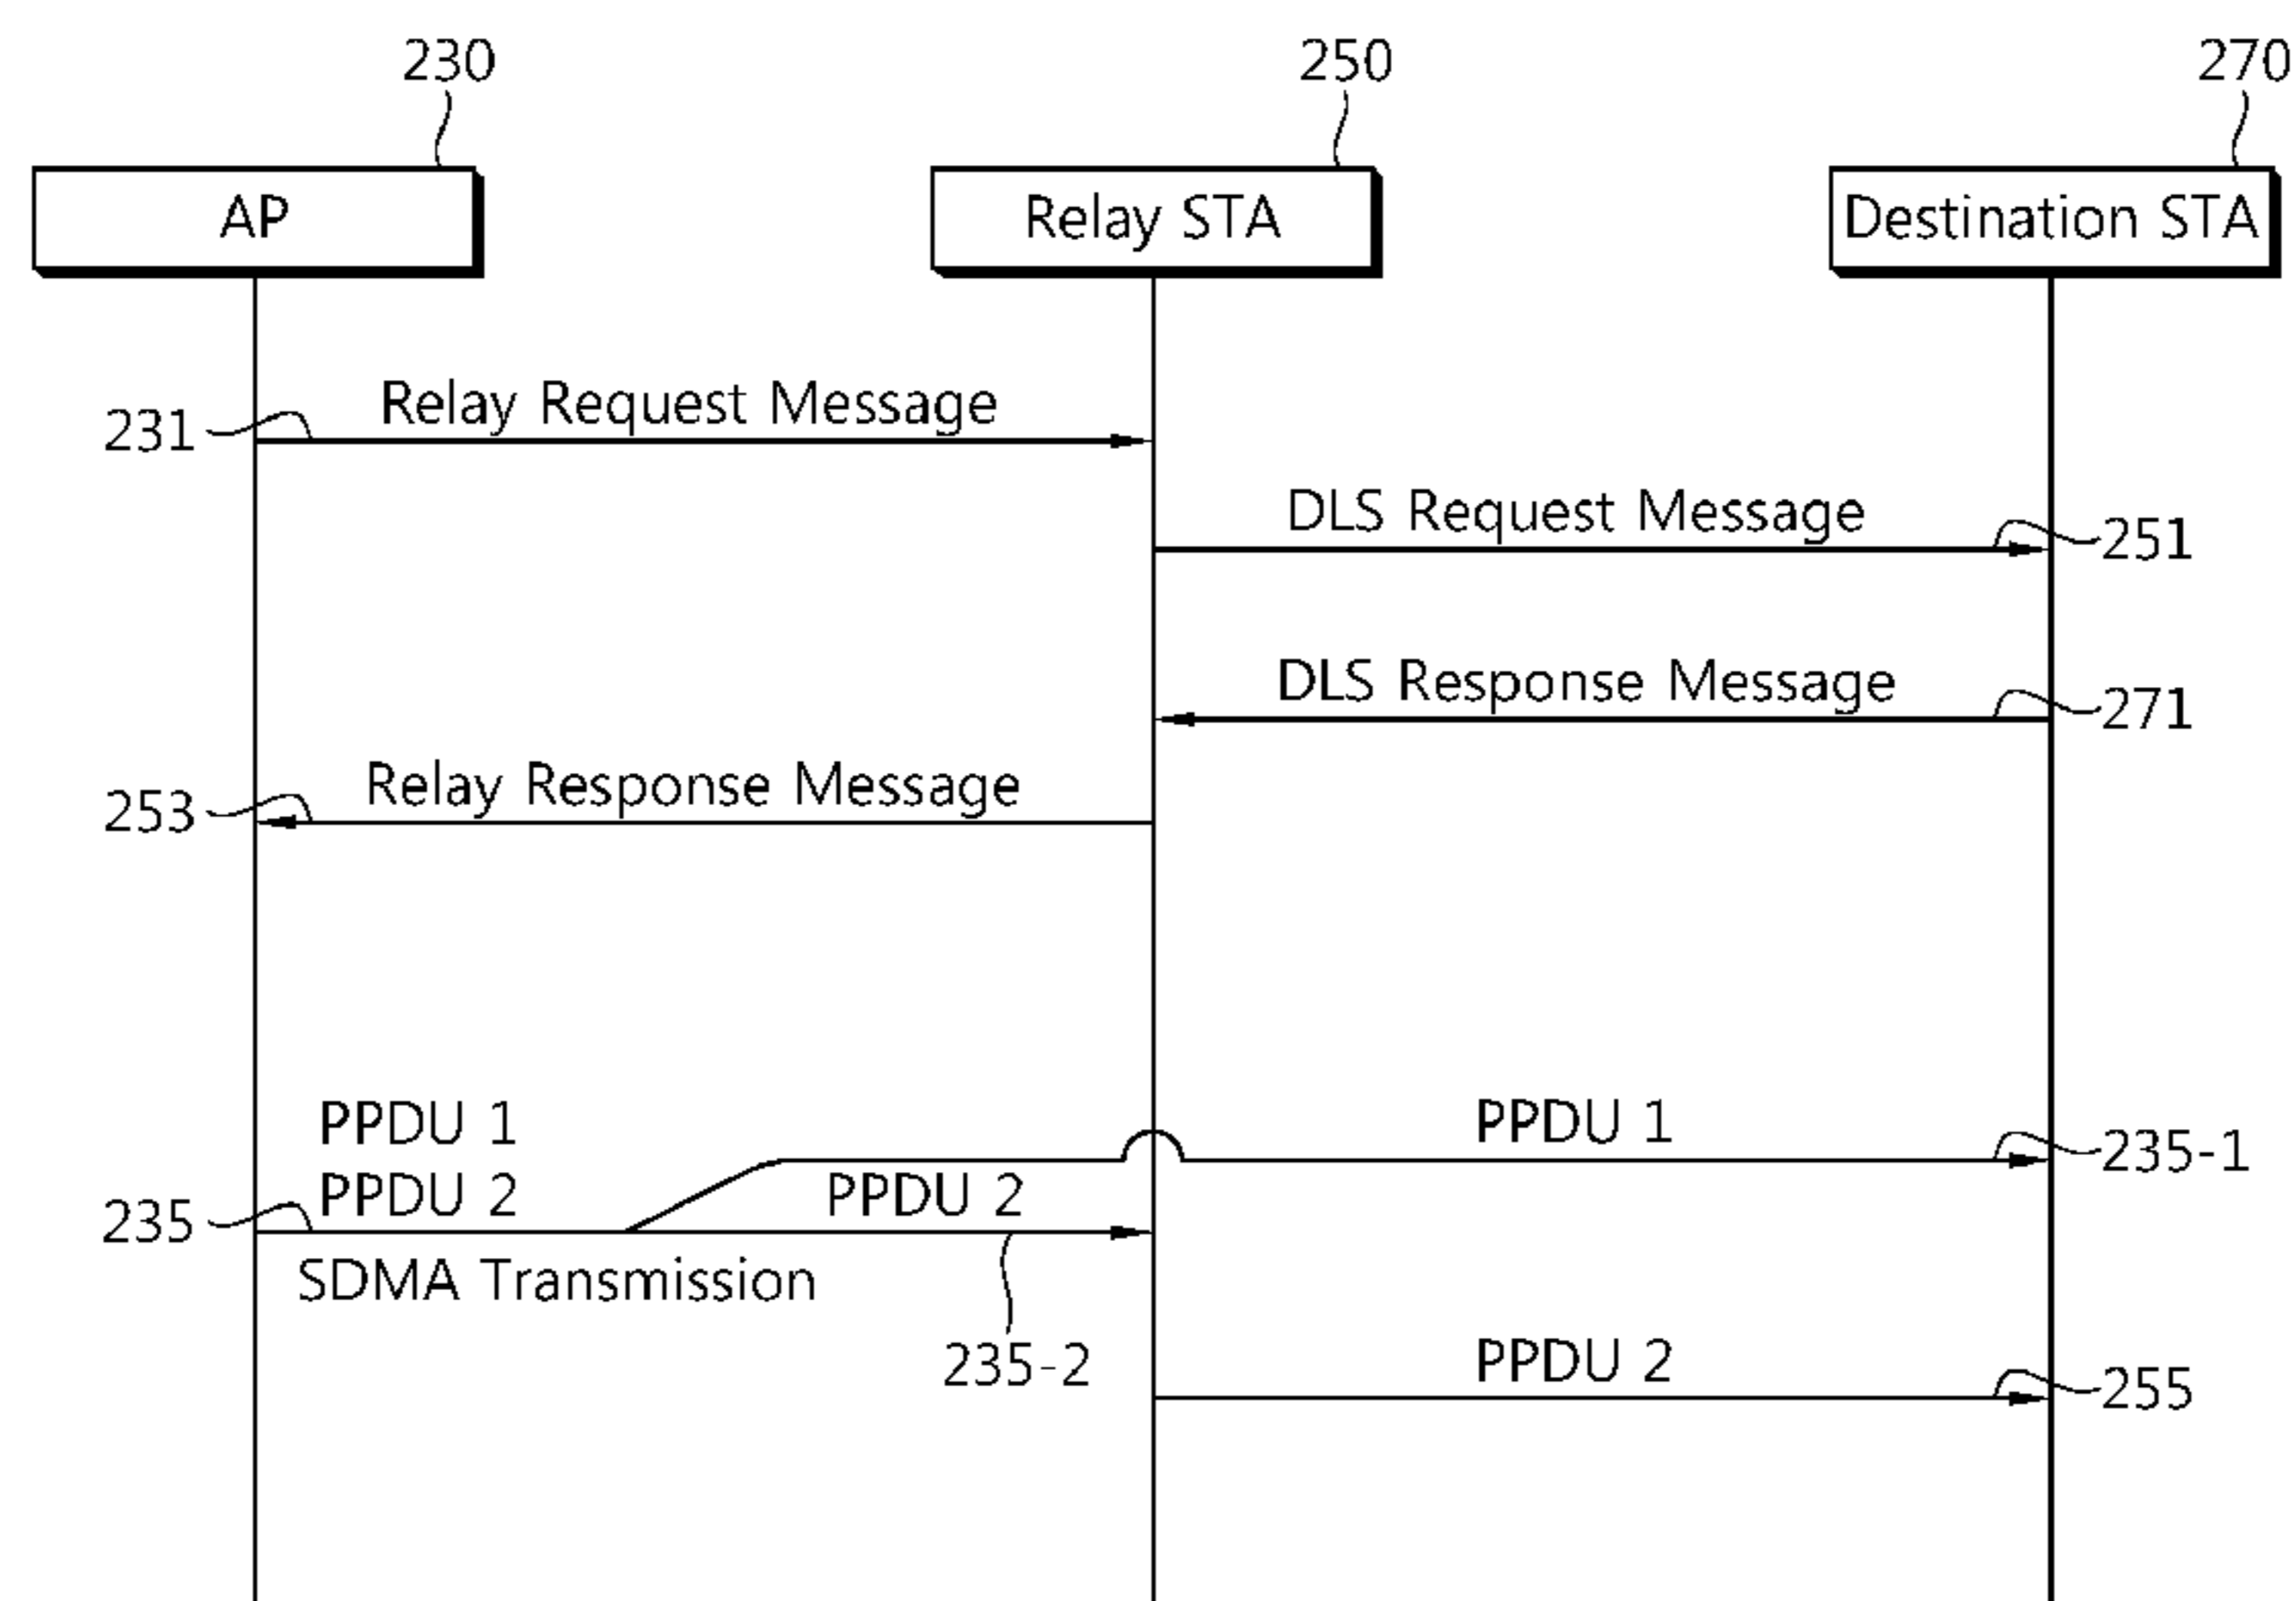 230
250
270
AP
Relay STA
Destination STA
Relay Request Message
231
DLS Request Message
251
DLS Response Message
271
Relay Response Message
253
PPDU 1
PPDU 1
235-1
PPDU 2
PPDU 2
235
SDMA Transmission
235-2
PPDU 2
255